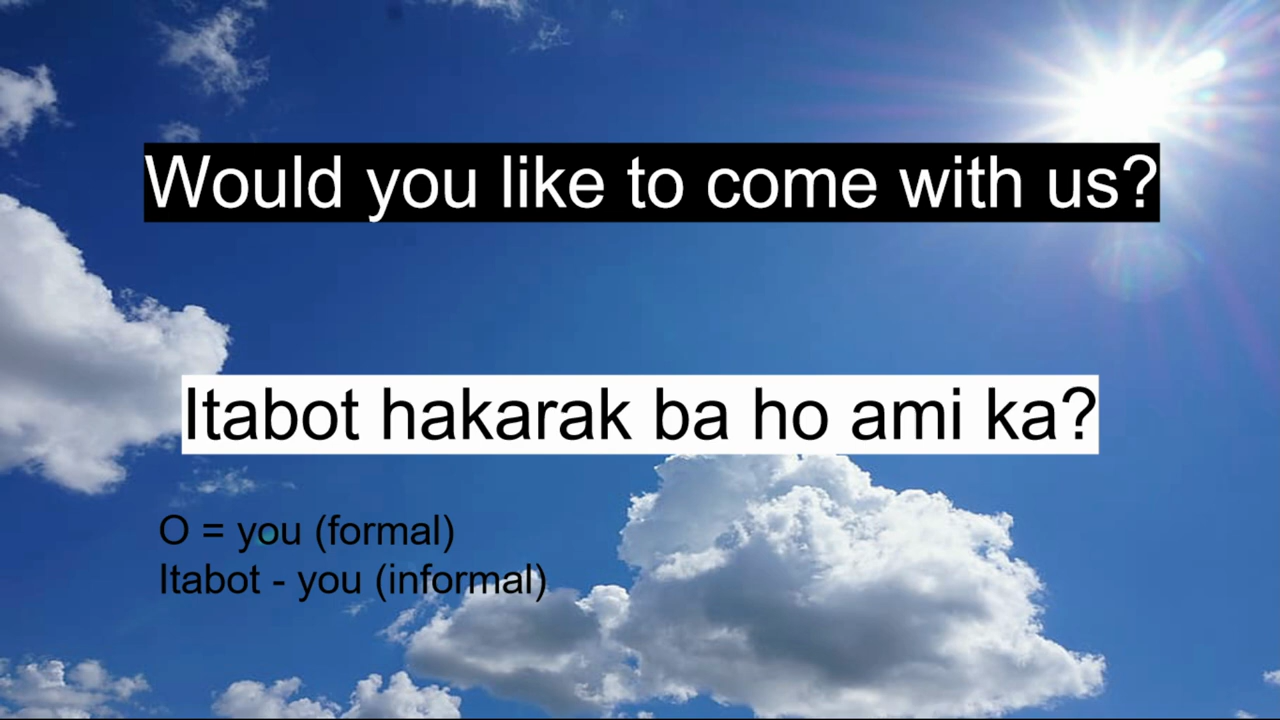 Would you like to come with us?
Itabot hakarak ba ho ami ka?
O = you (formal)
Itabot - you (informal)